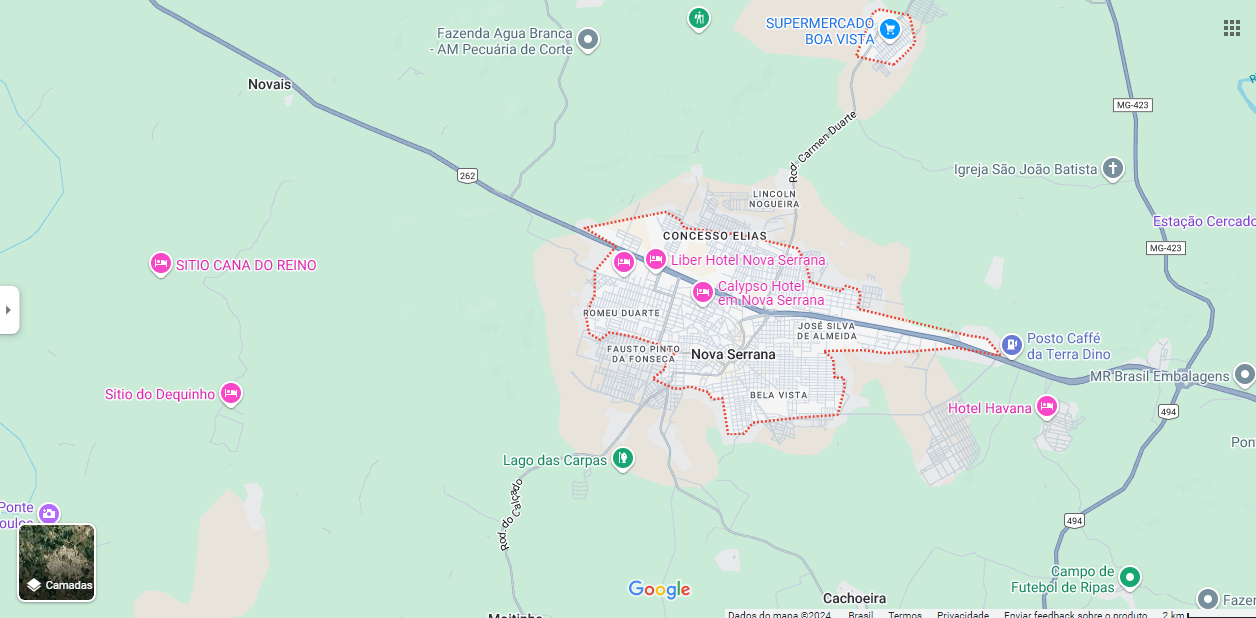 SUPERMERCADO
BOA VISTA
Fazenda Agua Branca
- AM Pecuária de Corte
Novais
MG-423
Rod. Carmen Duarte
262
Igreja São João Batista
LINCOLN
NOGUEIRA
Estação Cercado
CONCESSO ELIAS
MG-423
Liber Hotel Nova Serrana
SITIO CANA DO REINO
Calypso Hotel
em Nova Serrana
ROMEU DUARTE
JOSÉ SILVA
DE ALMEIDA
Posto Caffé
da Terra Dino
FAUSTO PINTO
DA FONSECA
Nova Serrana
MR Brasil Embalagens
Sitio do Dequinho
BELA VISTA
Hotel Havana
494
Pon
Lago das Carpas
Rod. do Calçado
Ponte
oulos
494
Camadas
Campo de
Futebol de Ripas
Google
Cachoeira
Fazer
Dados do mapa ©2024 Brasil Termos Privacidade Enviar feedback sobre o produto 2 km